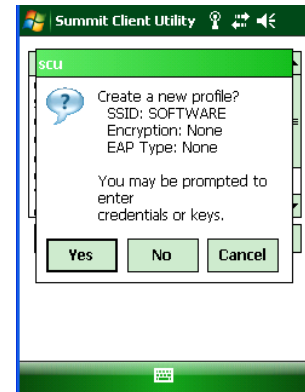 Summit Client Utility
scu
Create a new profile?
SSID: SOFTWARE
Encryption: None
EAP Type: None
You may be prompted to
enter
credentials or keys.
Yes No Cancel